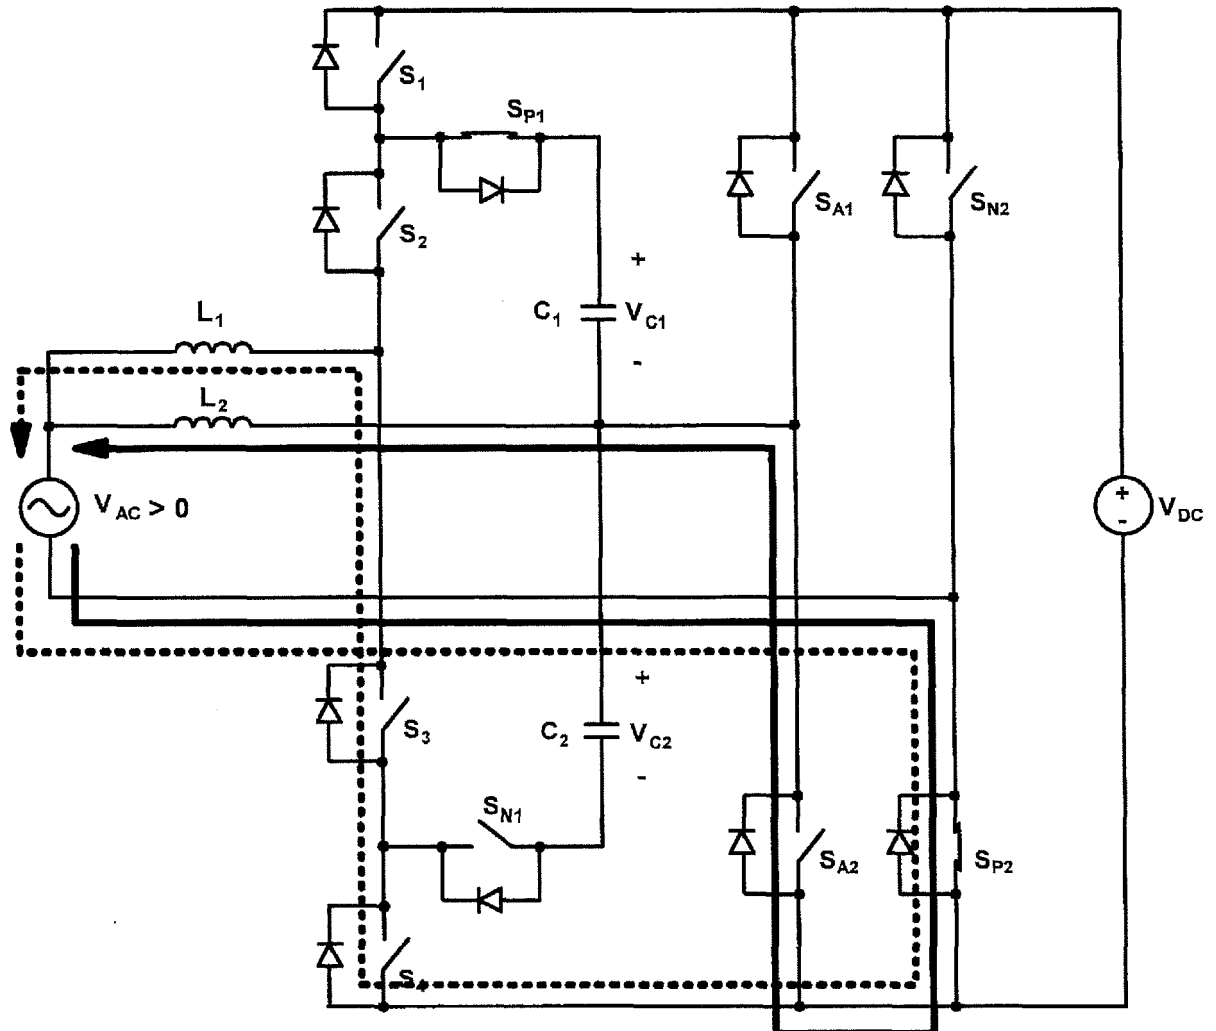 S1
SP1
S2
SA1
SN2
+
C1 VC1
-
L1
L2
VAC > 0
+
-
VDC
+
S3
C2 VC2
-
SN1
SA2
SP2
S4